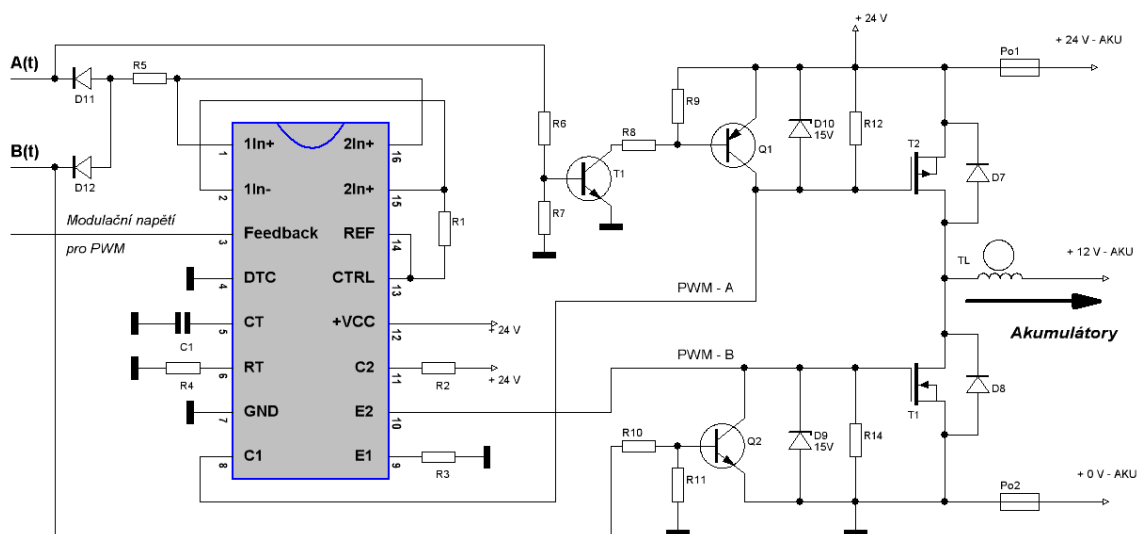 + 24 V
+ 24 V - AKU
Po1
A(t)
D11
R5
R9
R6
R8
D10
15V
R12
Q1
T2
1In+
2In+
1
16
B(t)
D12
T1
D7
1In-
2In+
2
15
R7
R1
Modulační napětí
pro PWM
Feedback
REF
3
14
TL
+ 12 V - AKU
DTC
CTRL
4
13
PWM - A
Akumulátory
C1
CT
+VCC
5
12
+ 24 V
PWM - B
R4
RT
C2
6
11
R2
+ 24 V
D8
T1
GND
E2
7
10
R10
Q2
D9
15V
R14
C1
E1
8
9
R3
R11
Po2
+ 0 V - AKU